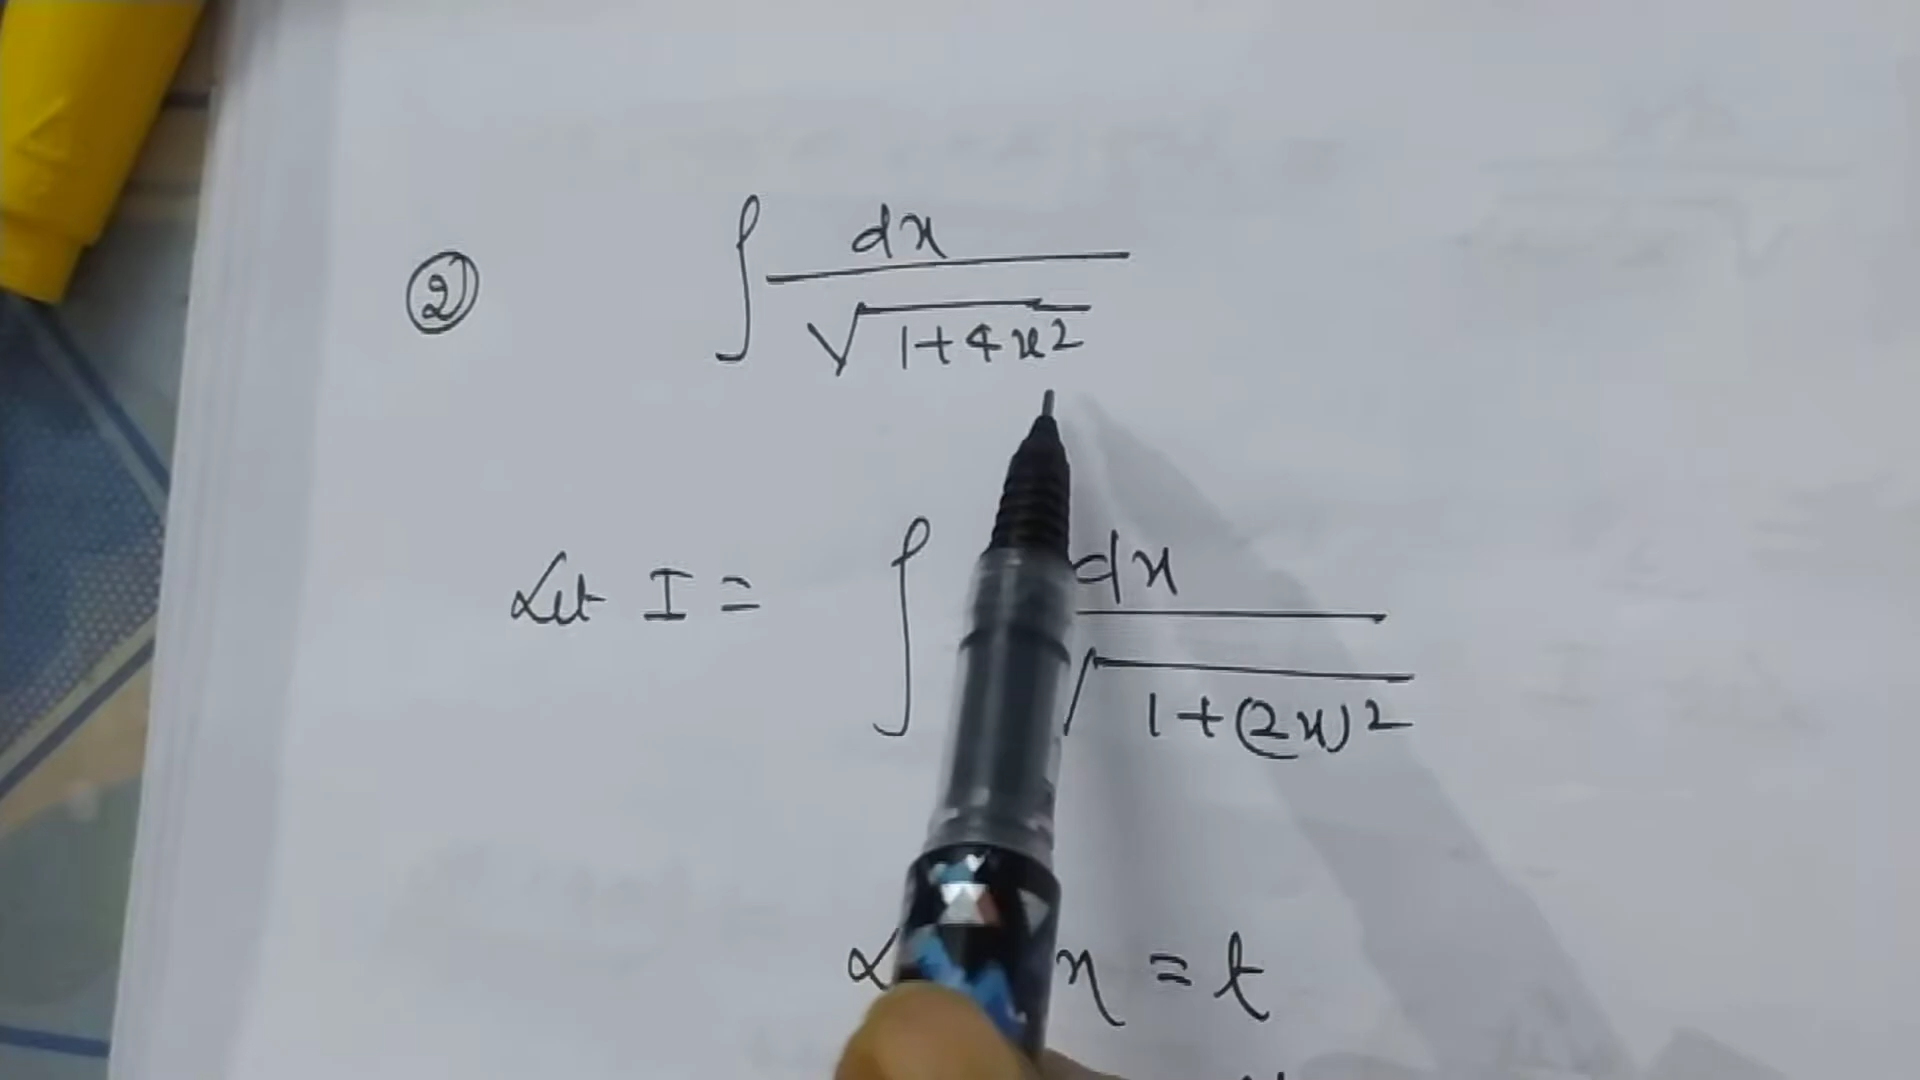 ② ∫ dx / √(1+4x²)
Let I = ∫ dx / √(1+(2x)²)
x = t